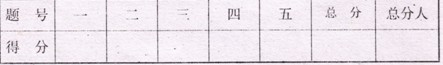 题 号 一 二 三 四 五 总 分 总分人
得 分